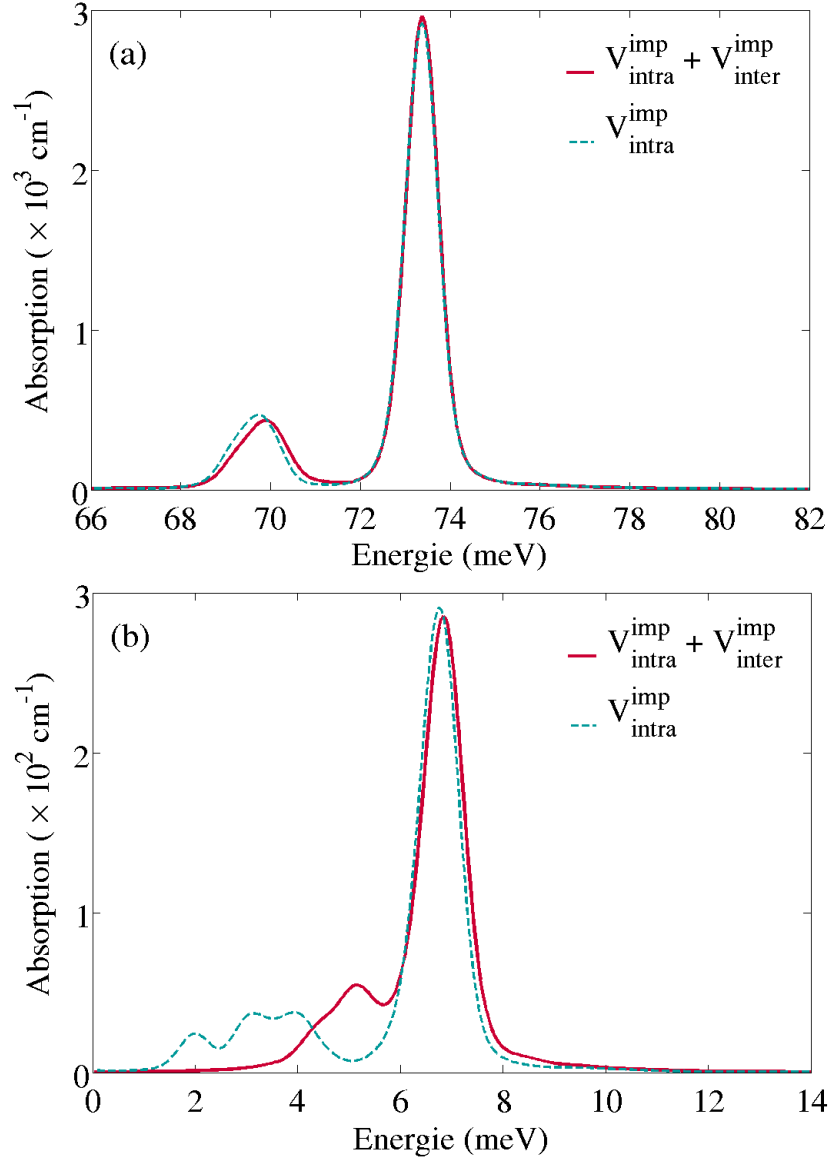 (a)
V^imp_intra + V^imp_inter
V^imp_intra
Absorption ( × 10^3 cm^-1)
3
2
1
0
66 68 70 72 74 76 78 80 82
Energie (meV)
(b)
V^imp_intra + V^imp_inter
V^imp_intra
Absorption ( × 10^2 cm^-1)
3
2
1
0
0 2 4 6 8 10 12 14
Energie (meV)